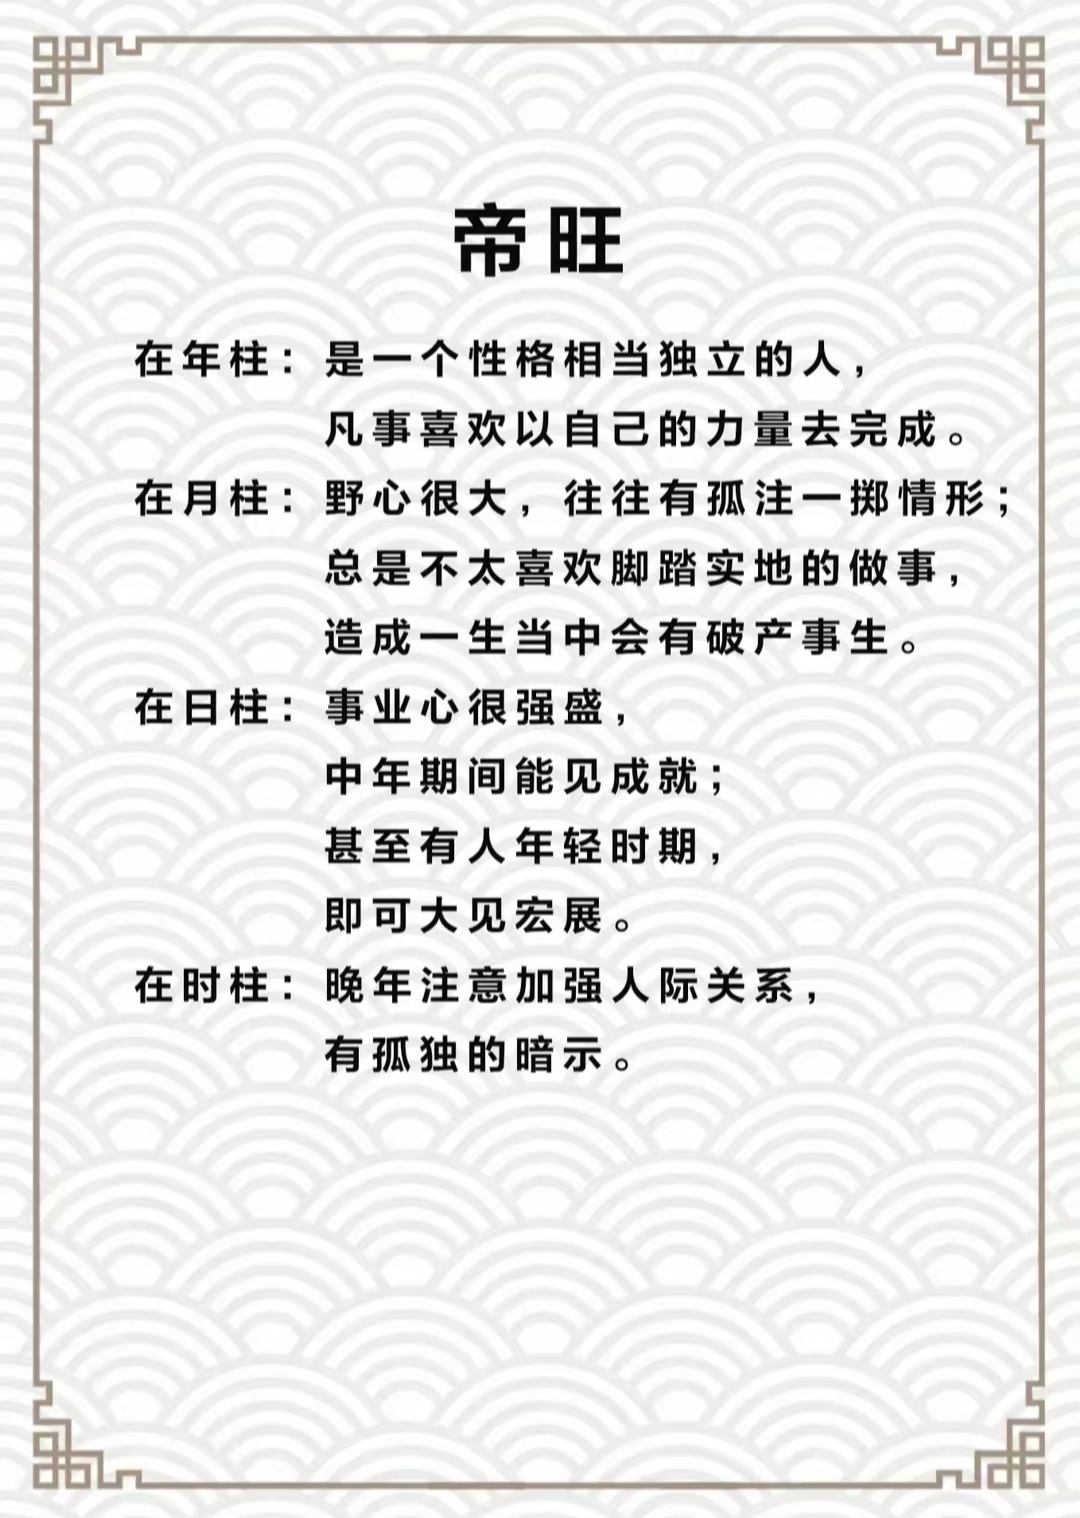 帝旺
在年柱：是一个性格相当独立的人，
凡事喜欢以自己的力量去完成。
在月柱：野心很大，往往有孤注一掷情形；
总是不太喜欢脚踏实地的做事，
造成一生当中会有破产事生。
在日柱：事业心很强盛，
中年期间能见成就；
甚至有人年轻时期，
即可大见宏展。
在时柱：晚年注意加强人际关系，
有孤独的暗示。